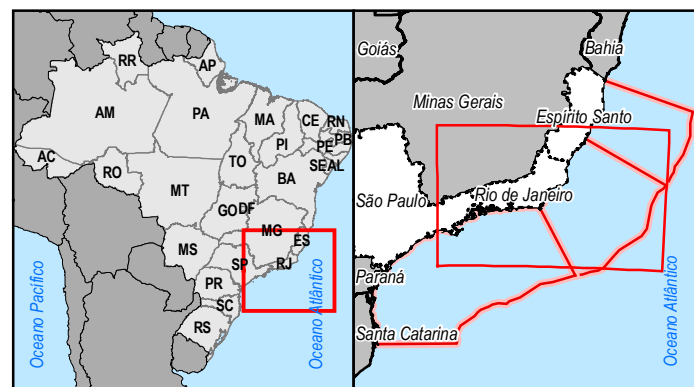 RR
AP
AM
PA
MA
CE
RN
PB
PI
PE
AC
TO
SE
AL
RO
BA
MT
GO
DF
MG
ES
MS
SP
RJ
PR
SC
RS
Oceano Pacífico
Oceano Atlântico
Goiás
Bahia
Minas Gerais
Espírito Santo
São Paulo
Rio de Janeiro
Paraná
Santa Catarina
Oceano Atlântico